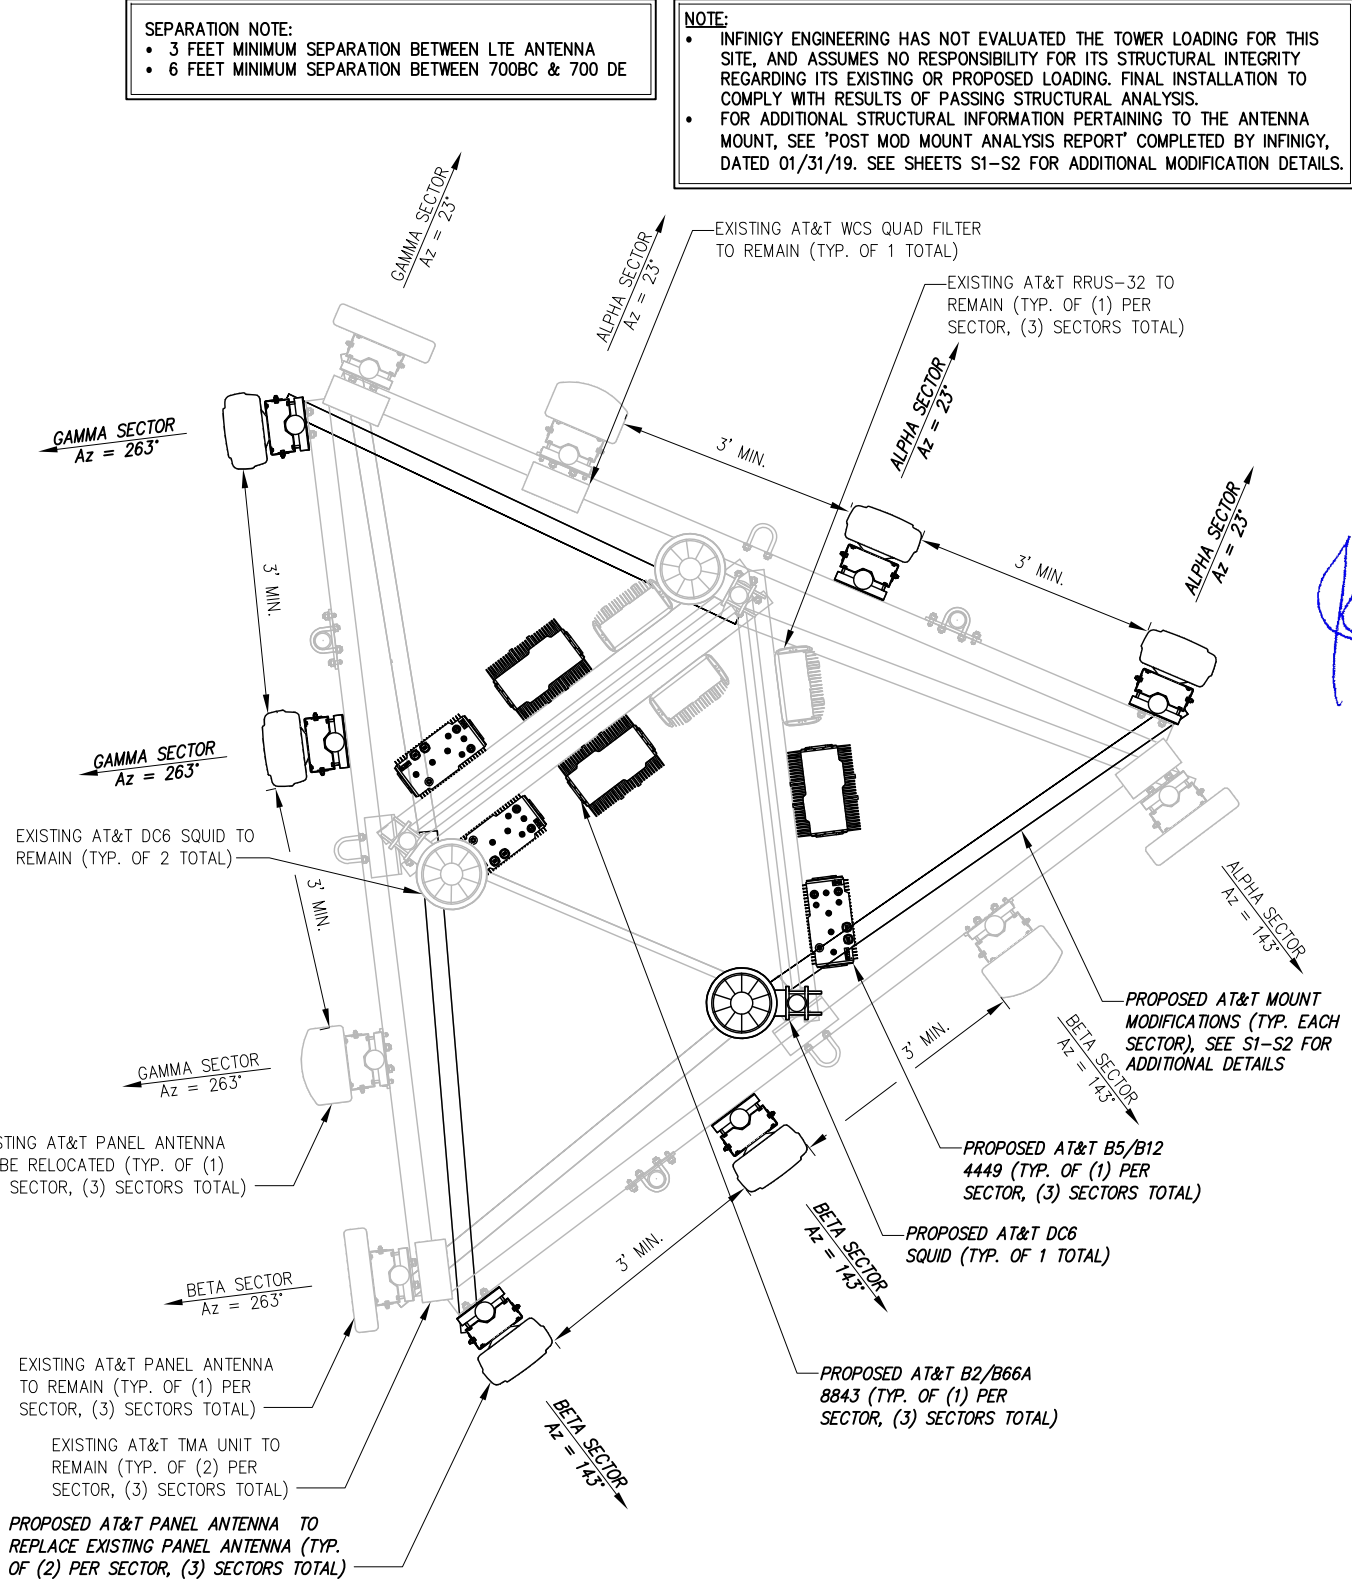 SEPARATION NOTE:
• 3 FEET MINIMUM SEPARATION BETWEEN LTE ANTENNA
• 6 FEET MINIMUM SEPARATION BETWEEN 700BC & 700 DE
NOTE:
• INFINIGY ENGINEERING HAS NOT EVALUATED THE TOWER LOADING FOR THIS
SITE, AND ASSUMES NO RESPONSIBILITY FOR ITS STRUCTURAL INTEGRITY
REGARDING ITS EXISTING OR PROPOSED LOADING. FINAL INSTALLATION TO
COMPLY WITH RESULTS OF PASSING STRUCTURAL ANALYSIS.
• FOR ADDITIONAL STRUCTURAL INFORMATION PERTAINING TO THE ANTENNA
MOUNT, SEE 'POST MOD MOUNT ANALYSIS REPORT' COMPLETED BY INFINIGY,
DATED 01/31/19. SEE SHEETS S1-S2 FOR ADDITIONAL MODIFICATION DETAILS.
GAMMA SECTOR
Az = 23°
ALPHA SECTOR
Az = 23°
EXISTING AT&T WCS QUAD FILTER
TO REMAIN (TYP. OF 1 TOTAL)
EXISTING AT&T RRUS-32 TO
REMAIN (TYP. OF (1) PER
SECTOR, (3) SECTORS TOTAL)
ALPHA SECTOR
Az = 23°
GAMMA SECTOR
Az = 263°
3' MIN.
ALPHA SECTOR
Az = 23°
3' MIN.
3' MIN.
GAMMA SECTOR
Az = 263°
EXISTING AT&T DC6 SQUID TO
REMAIN (TYP. OF 2 TOTAL)
3' MIN.
ALPHA SECTOR
Az = 143°
PROPOSED AT&T MOUNT
MODIFICATIONS (TYP. EACH
SECTOR), SEE S1-S2 FOR
ADDITIONAL DETAILS
3' MIN.
BETA SECTOR
Az = 143°
GAMMA SECTOR
Az = 263°
STING AT&T PANEL ANTENNA
BE RELOCATED (TYP. OF (1)
SECTOR, (3) SECTORS TOTAL)
PROPOSED AT&T B5/B12
4449 (TYP. OF (1) PER
SECTOR, (3) SECTORS TOTAL)
PROPOSED AT&T DC6
SQUID (TYP. OF 1 TOTAL)
BETA SECTOR
Az = 143°
3' MIN.
BETA SECTOR
Az = 263°
EXISTING AT&T PANEL ANTENNA
TO REMAIN (TYP. OF (1) PER
SECTOR, (3) SECTORS TOTAL)
PROPOSED AT&T B2/B66A
8843 (TYP. OF (1) PER
SECTOR, (3) SECTORS TOTAL)
BETA SECTOR
Az = 143°
EXISTING AT&T TMA UNIT TO
REMAIN (TYP. OF (2) PER
SECTOR, (3) SECTORS TOTAL)
PROPOSED AT&T PANEL ANTENNA TO
REPLACE EXISTING PANEL ANTENNA (TYP.
OF (2) PER SECTOR, (3) SECTORS TOTAL)